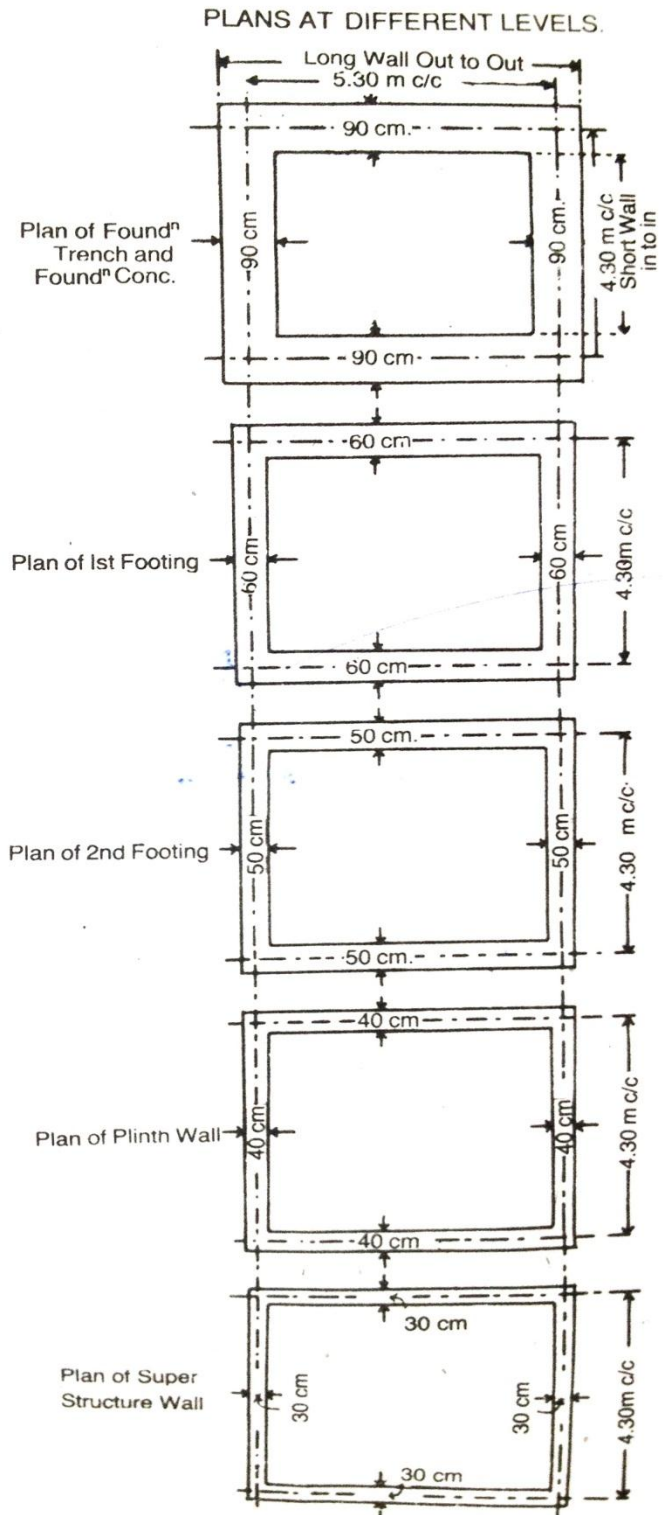 PLANS AT DIFFERENT LEVELS.
Long Wall Out to Out
5.30 m c/c
90 cm.
Plan of Foundⁿ
Trench and
Foundⁿ Conc.
90 cm
90 cm.
4.30 m c/c
Short Wall
in to in
90 cm
60 cm
Plan of Ist Footing
60 cm
60 cm
4.30m c/c
60 cm
50 cm.
Plan of 2nd Footing
50 cm
50 cm
4.30 m c/c.
50 cm.
40 cm
Plan of Plinth Wall
40 cm
40 cm
4.30 m c/c
40 cm
30 cm
Plan of Super
Structure Wall
30 cm
30 cm
4.30m c/c
30 cm